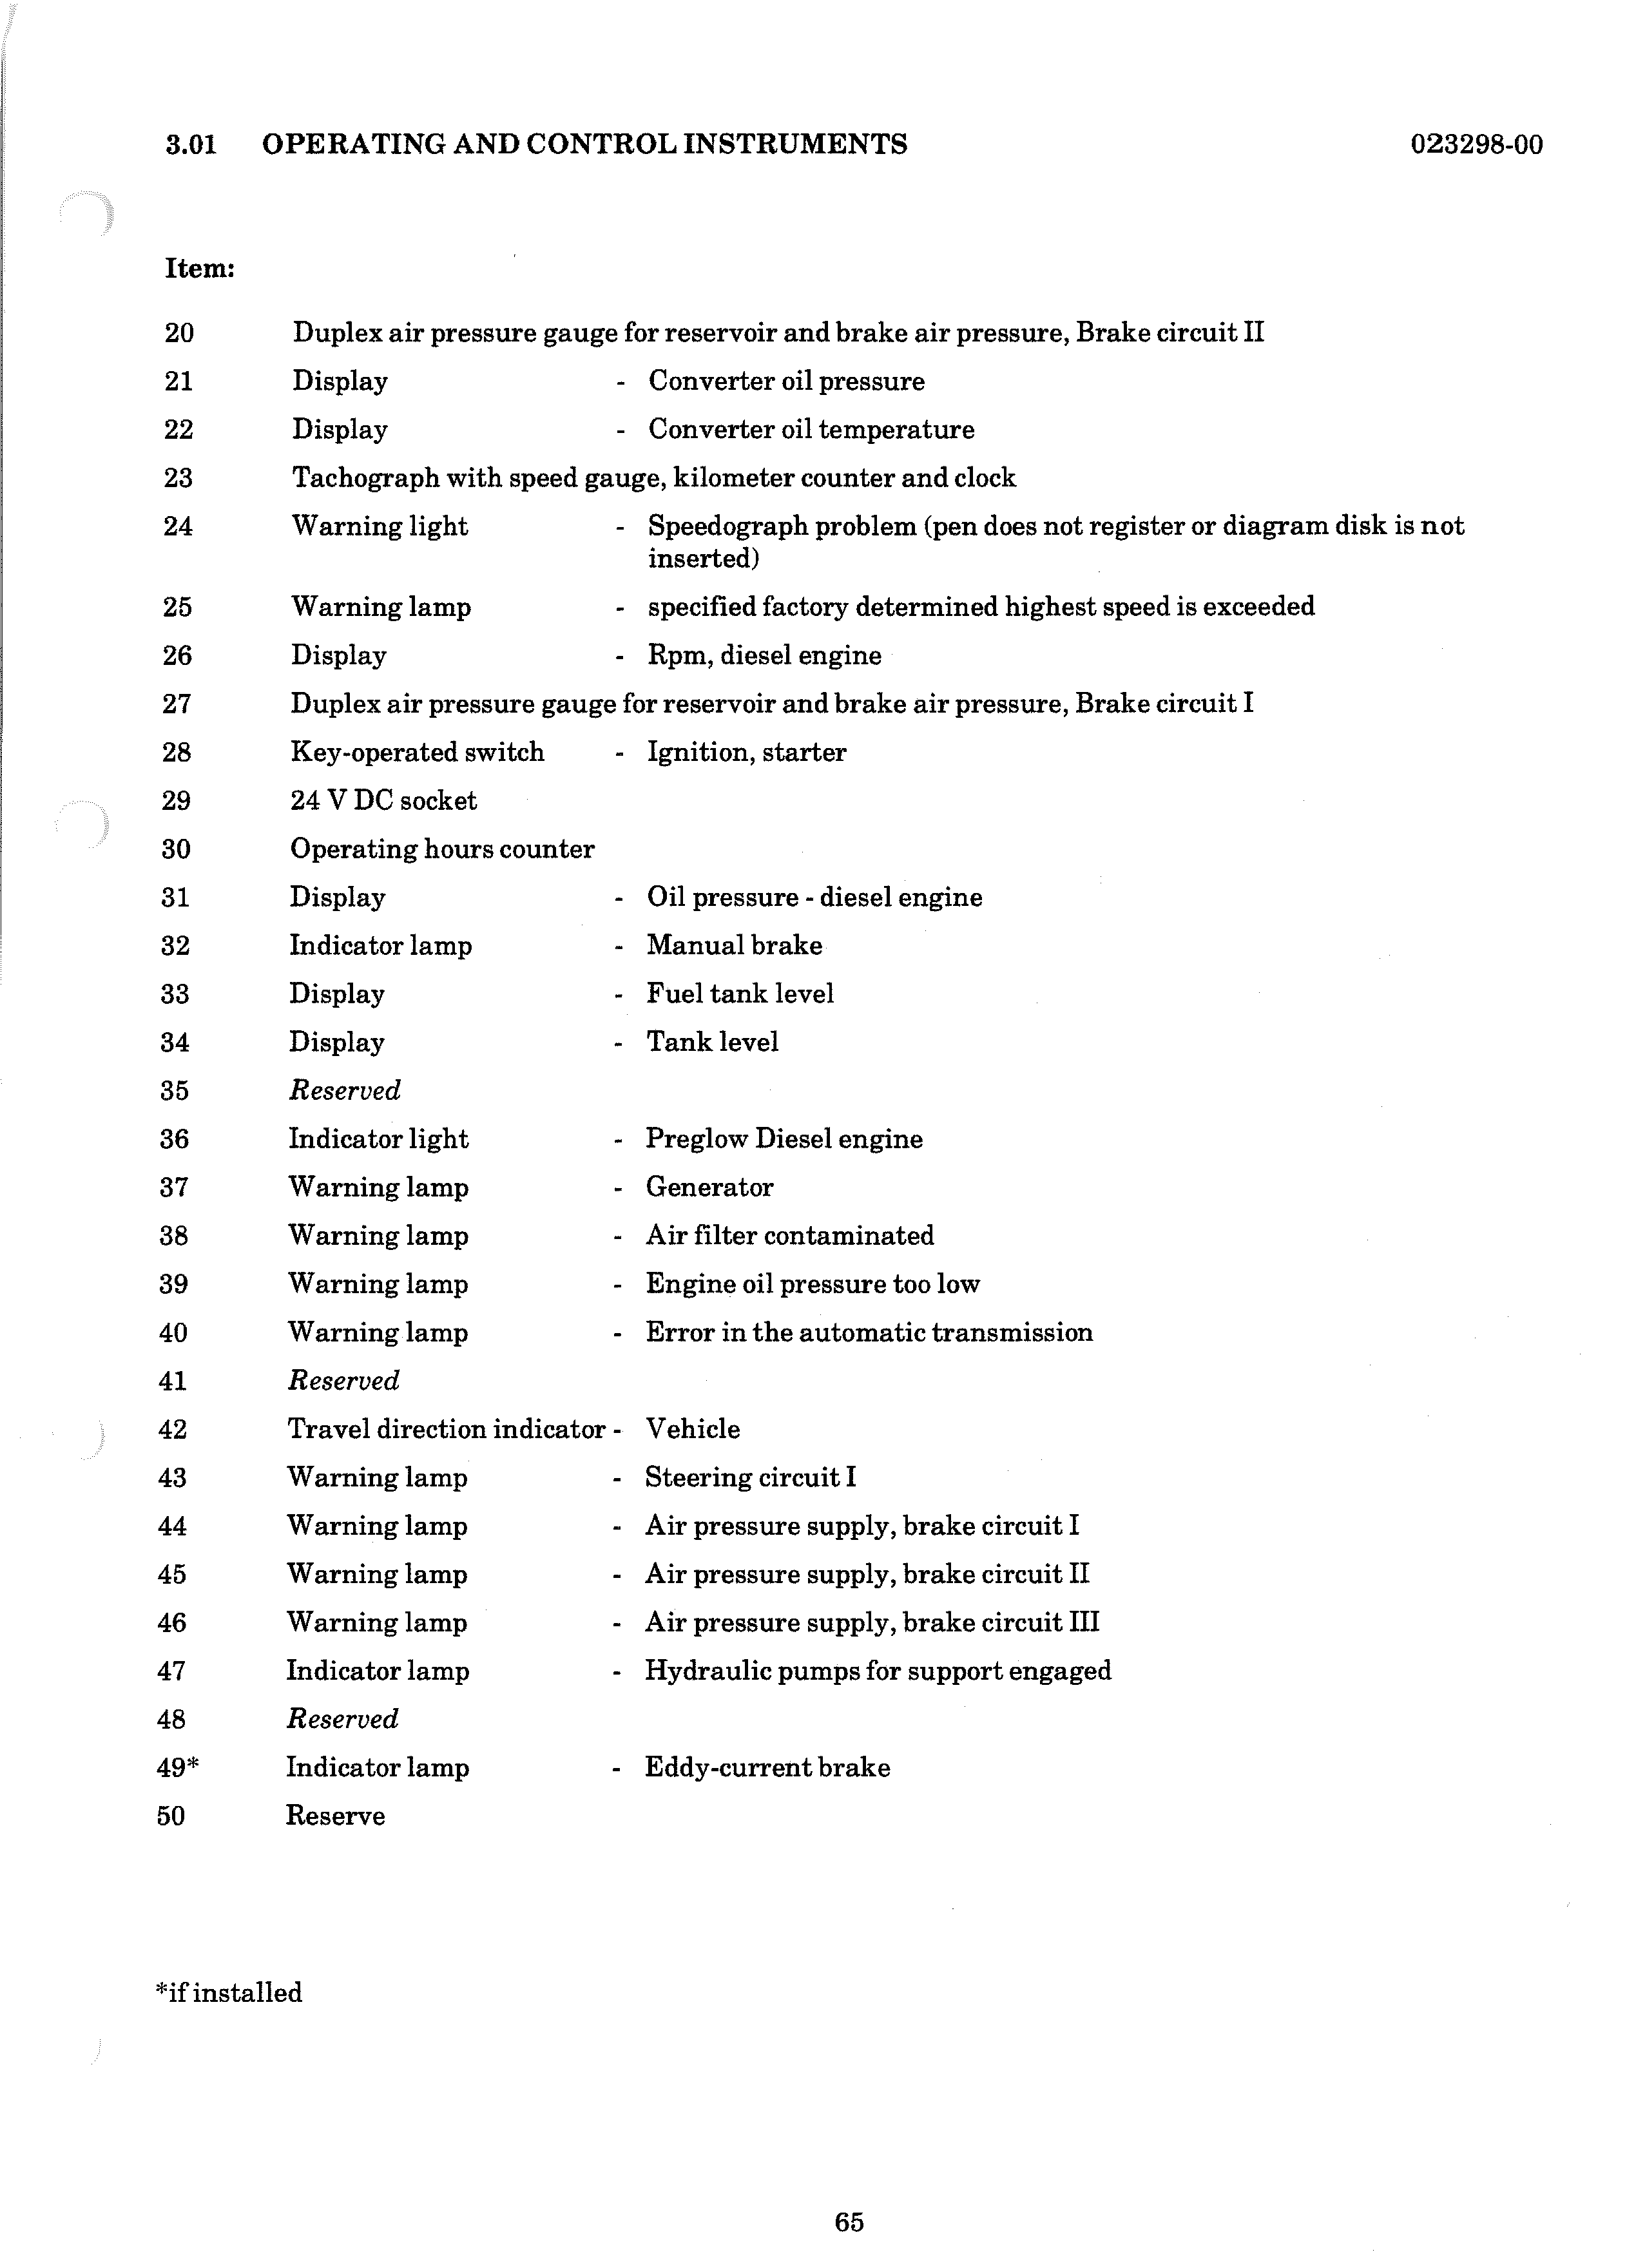 3.01 OPERATING AND CONTROL INSTRUMENTS 023298-00
Item:
20 Duplex air pressure gauge for reservoir and brake air pressure, Brake circuit II
21 Display - Converter oil pressure
22 Display - Converter oil temperature
23 Tachograph with speed gauge, kilometer counter and clock
24 Warning light - Speedograph problem (pen does not register or diagram disk is not
inserted)
25 Warning lamp - specified factory determined highest speed is exceeded
26 Display - Rpm, diesel engine
27 Duplex air pressure gauge for reservoir and brake air pressure, Brake circuit I
28 Key-operated switch - Ignition, starter
29 24 V DC socket
30 Operating hours counter
31 Display - Oil pressure - diesel engine
32 Indicator lamp - Manual brake
33 Display - Fuel tank level
34 Display - Tank level
35 Reserved
36 Indicator light - Preglow Diesel engine
37 Warning lamp - Generator
38 Warning lamp - Air filter contaminated
39 Warning lamp - Engine oil pressure too low
40 Warning lamp - Error in the automatic transmission
41 Reserved
42 Travel direction indicator - Vehicle
43 Warning lamp - Steering circuit I
44 Warning lamp - Air pressure supply, brake circuit I
45 Warning lamp - Air pressure supply, brake circuit II
46 Warning lamp - Air pressure supply, brake circuit III
47 Indicator lamp - Hydraulic pumps for support engaged
48 Reserved
49* Indicator lamp - Eddy-current brake
50 Reserve
*if installed
65